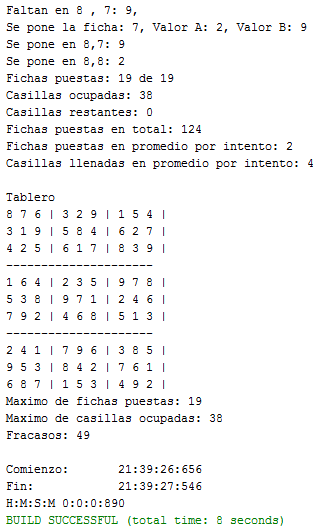 Faltan en 8 , 7: 9,
Se pone la ficha: 7, Valor A: 2, Valor B: 9
Se pone en 8,7: 9
Se pone en 8,8: 2
Fichas puestas: 19 de 19
Casillas ocupadas: 38
Casillas restantes: 0
Fichas puestas en total: 124
Fichas puestas en promedio por intento: 2
Casillas llenadas en promedio por intento: 4
Tablero
8 7 6 | 3 2 9 | 1 5 4 |
3 1 9 | 5 8 4 | 6 2 7 |
4 2 5 | 6 1 7 | 8 3 9 |
---------------------
1 6 4 | 2 3 5 | 9 7 8 |
5 3 8 | 9 7 1 | 2 4 6 |
7 9 2 | 4 6 8 | 5 1 3 |
---------------------
2 4 1 | 7 9 6 | 3 8 5 |
9 5 3 | 8 4 2 | 7 6 1 |
6 8 7 | 1 5 3 | 4 9 2 |
Maximo de fichas puestas: 19
Maximo de casillas ocupadas: 38
Fracasos: 49
Comienzo: 21:39:26:656
Fin: 21:39:27:546
H:M:S:M 0:0:0:890
BUILD SUCCESSFUL (total time: 8 seconds)